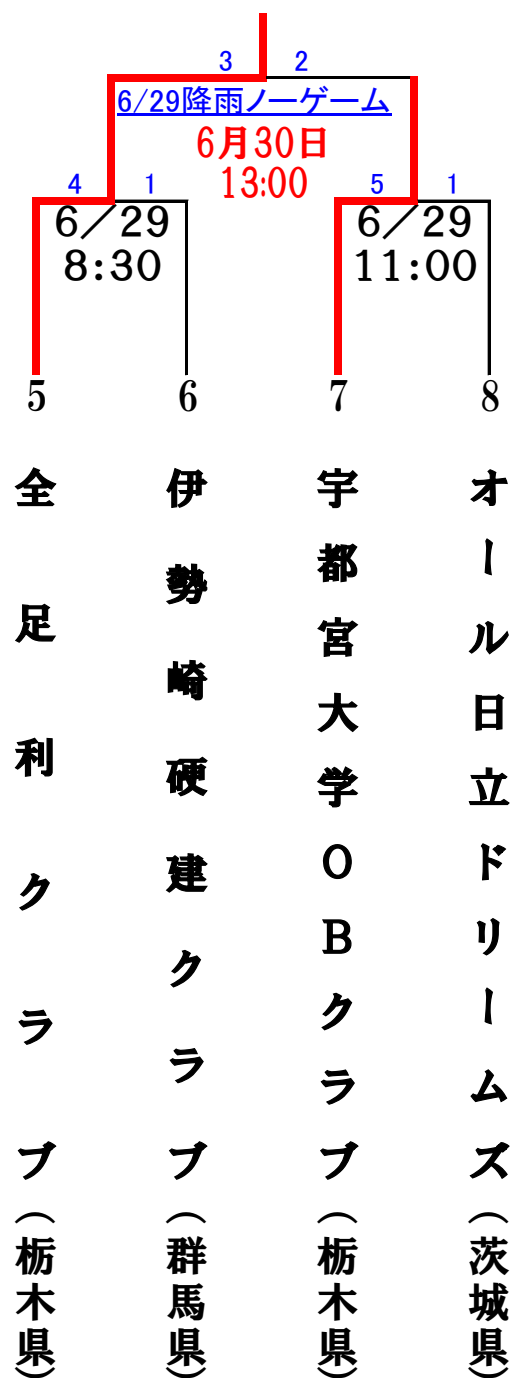 3 2
6/29降雨ノーゲーム
6月30日
13:00
4 1
5 1
6／29
8:30
6／29
11:00
5
6
7
8
全足利クラブ（栃木県）
伊勢崎硬建クラブ（群馬県）
宇都宮大学OBクラブ（栃木県）
オール日立ドリームズ（茨城県）